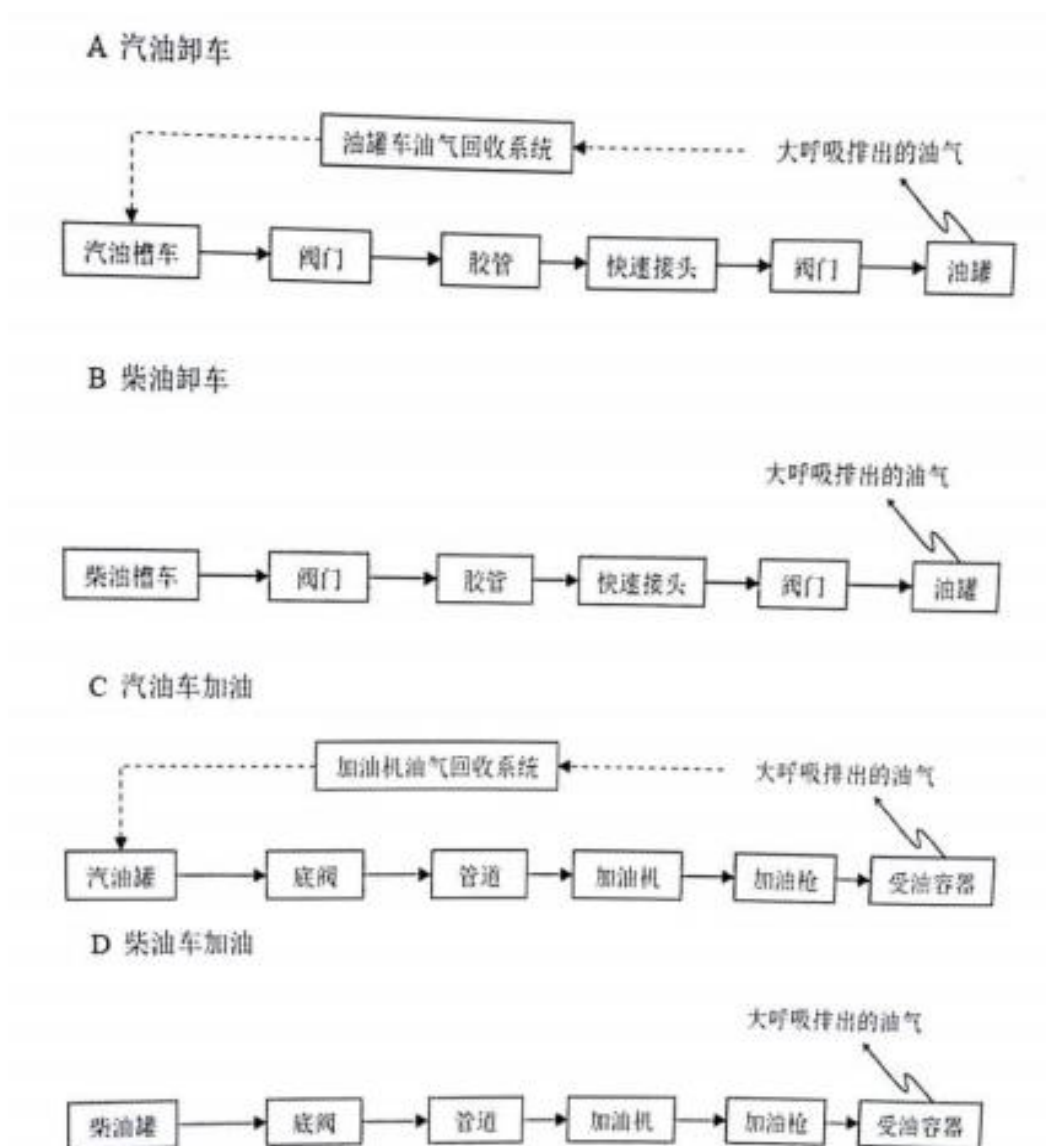 A 汽油卸车
油罐车油气回收系统 大呼吸排出的油气
汽油槽车 阀门 胶管 快速接头 阀门 油罐
B 柴油卸车
大呼吸排出的油气
柴油槽车 阀门 胶管 快速接头 阀门 油罐
C 汽油车加油
加油机油气回收系统 大呼吸排出的油气
汽油罐 底阀 管道 加油机 加油枪 受油容器
D 柴油车加油
大呼吸排出的油气
柴油罐 底阀 管道 加油机 加油枪 受油容器